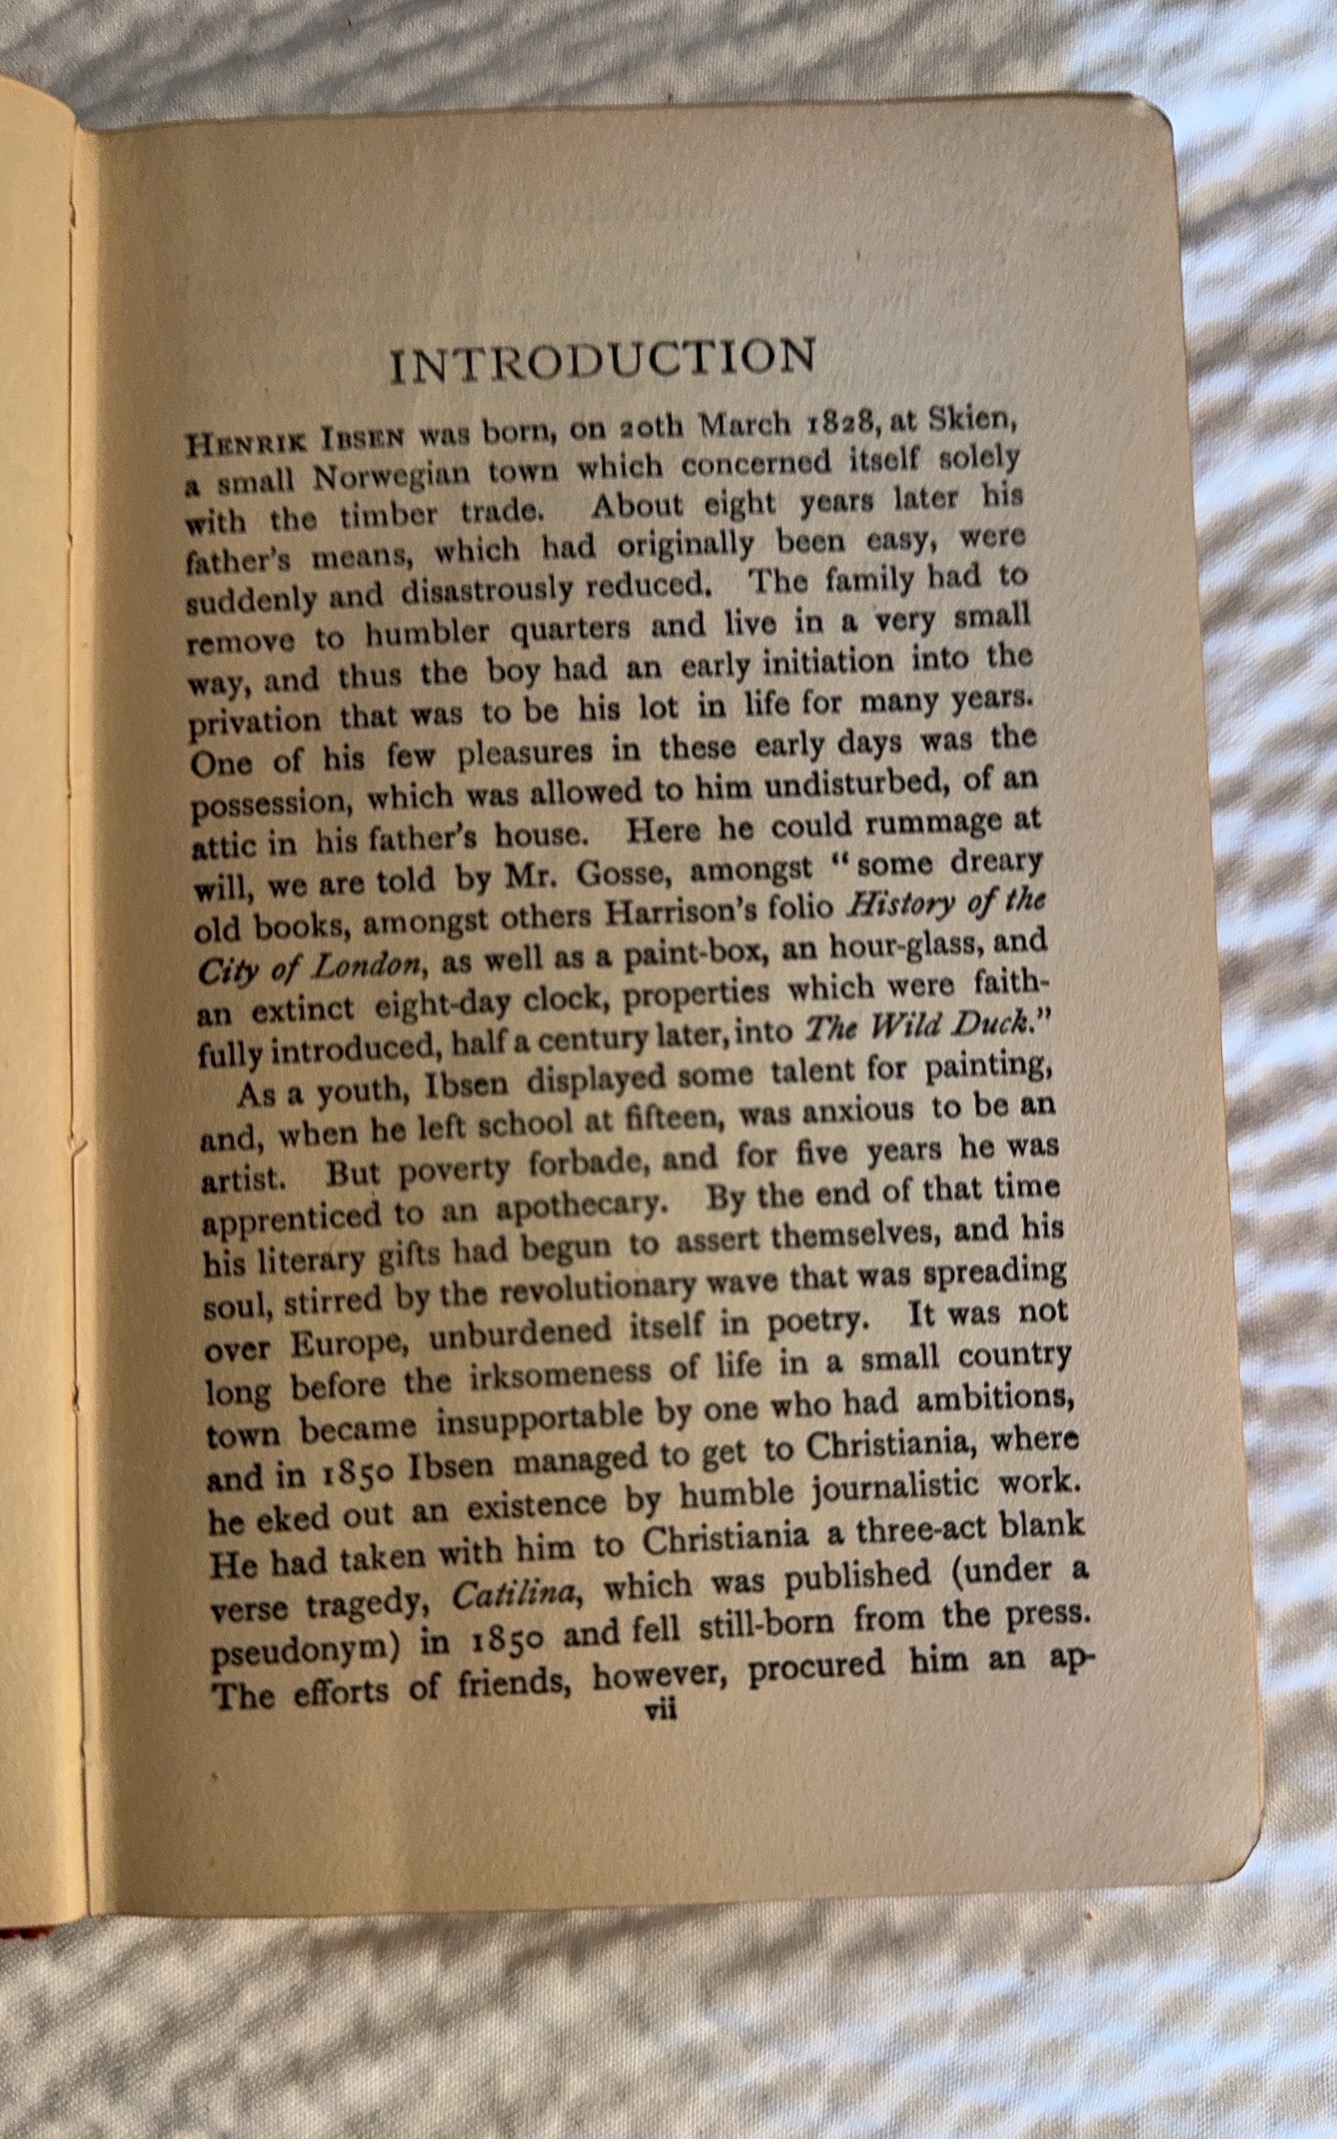 INTRODUCTION
HENRIK IBSEN was born, on 20th March 1828, at Skien,
a small Norwegian town which concerned itself solely
with the timber trade. About eight years later his
father's means, which had originally been easy, were
suddenly and disastrously reduced. The family had to
remove to humbler quarters and live in a very small
way, and thus the boy had an early initiation into the
privation that was to be his lot in life for many years.
One of his few pleasures in these early days was the
possession, which was allowed to him undisturbed, of an
attic in his father's house. Here he could rummage at
will, we are told by Mr. Gosse, amongst “some dreary
old books, amongst others Harrison's folio History of the
City of London, as well as a paint-box, an hour-glass, and
an extinct eight-day clock, properties which were faith-
fully introduced, half a century later, into The Wild Duck.”
As a youth, Ibsen displayed some talent for painting,
and, when he left school at fifteen, was anxious to be an
artist. But poverty forbade, and for five years he was
apprenticed to an apothecary. By the end of that time
his literary gifts had begun to assert themselves, and his
soul, stirred by the revolutionary wave that was spreading
over Europe, unburdened itself in poetry. It was not
long before the irksomeness of life in a small country
town became insupportable by one who had ambitions,
and in 1850 Ibsen managed to get to Christiania, where
he eked out an existence by humble journalistic work.
He had taken with him to Christiania a three-act blank
verse tragedy, Catilina, which was published (under a
pseudonym) in 1850 and fell still-born from the press.
The efforts of friends, however, procured him an ap-
vii